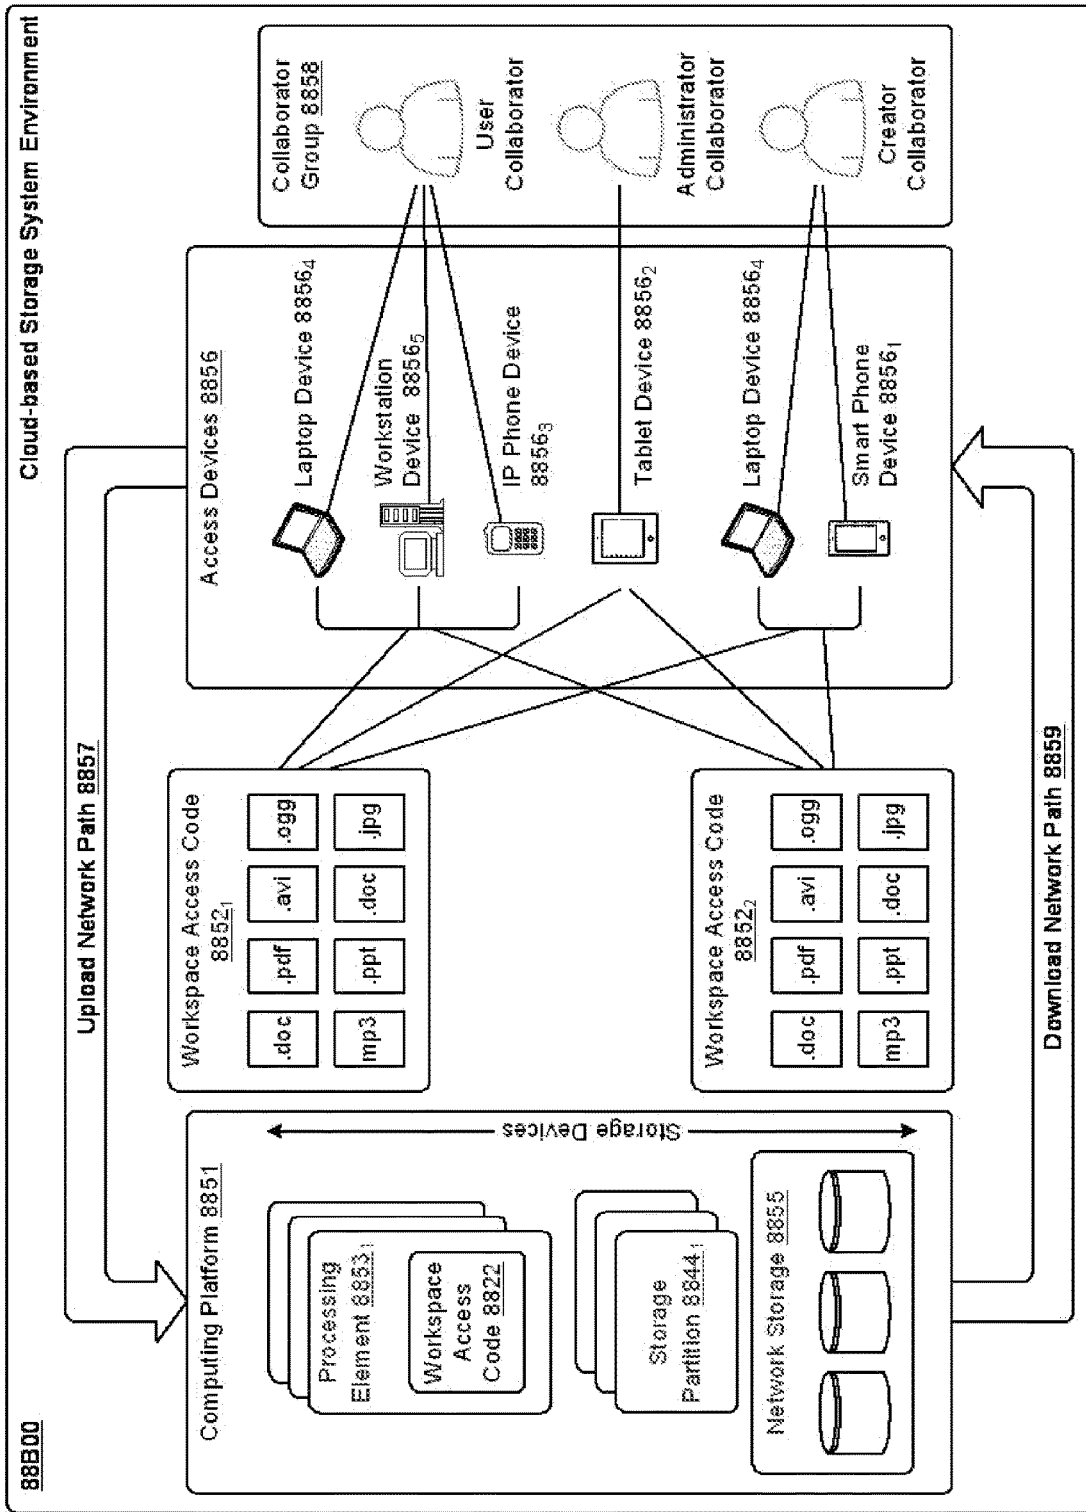 88B00
Cloud-based Storage System Environment
Upload Network Path 8857
Computing Platform 8851
Processing
Element 8853₁
Workspace
Access
Code 8822
Storage
Partition 8844₁
Network Storage 8855
Storage Devices
Workspace Access Code
8852₁
.doc
.pdf
.avi
.ogg
mp3
.ppt
.doc
.jpg
Workspace Access Code
8852₂
.doc
.pdf
.avi
.ogg
mp3
.ppt
.doc
.jpg
Access Devices 8856
Laptop Device 8856₄
Workstation
Device 8856₅
IP Phone Device
8856₃
Tablet Device 8856₂
Laptop Device 8856₄
Smart Phone
Device 8856₁
Collaborator
Group 8858
User
Collaborator
Administrator
Collaborator
Creator
Collaborator
Download Network Path 8859